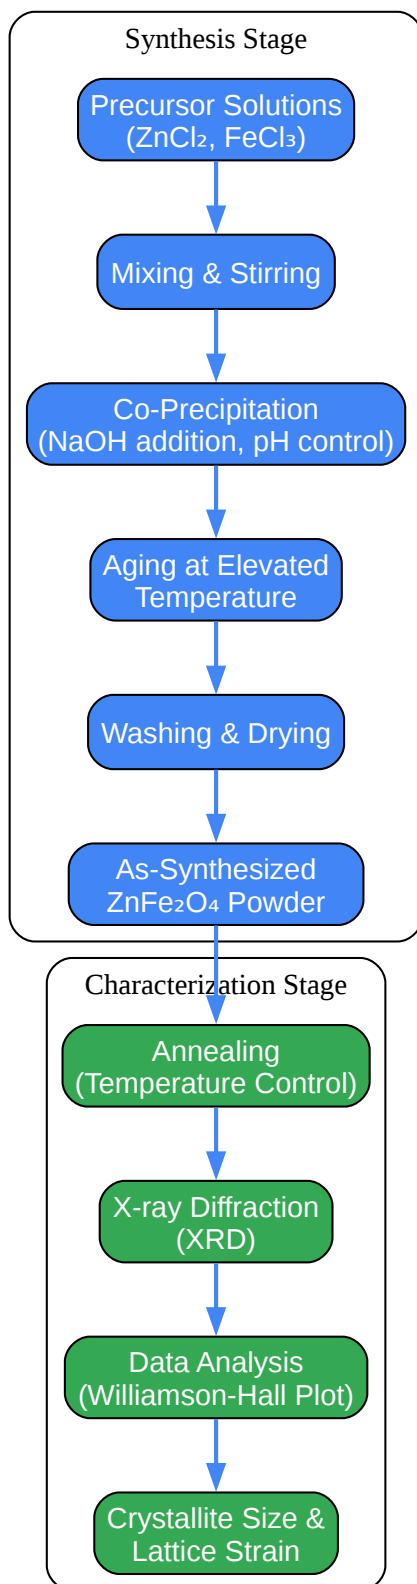 Synthesis Stage
Precursor Solutions
(ZnCl₂, FeCl₃)
Mixing & Stirring
Co-Precipitation
(NaOH addition, pH control)
Aging at Elevated
Temperature
Washing & Drying
As-Synthesized
ZnFe₂O₄ Powder
Characterization Stage
Annealing
(Temperature Control)
X-ray Diffraction
(XRD)
Data Analysis
(Williamson-Hall Plot)
Crystallite Size &
Lattice Strain